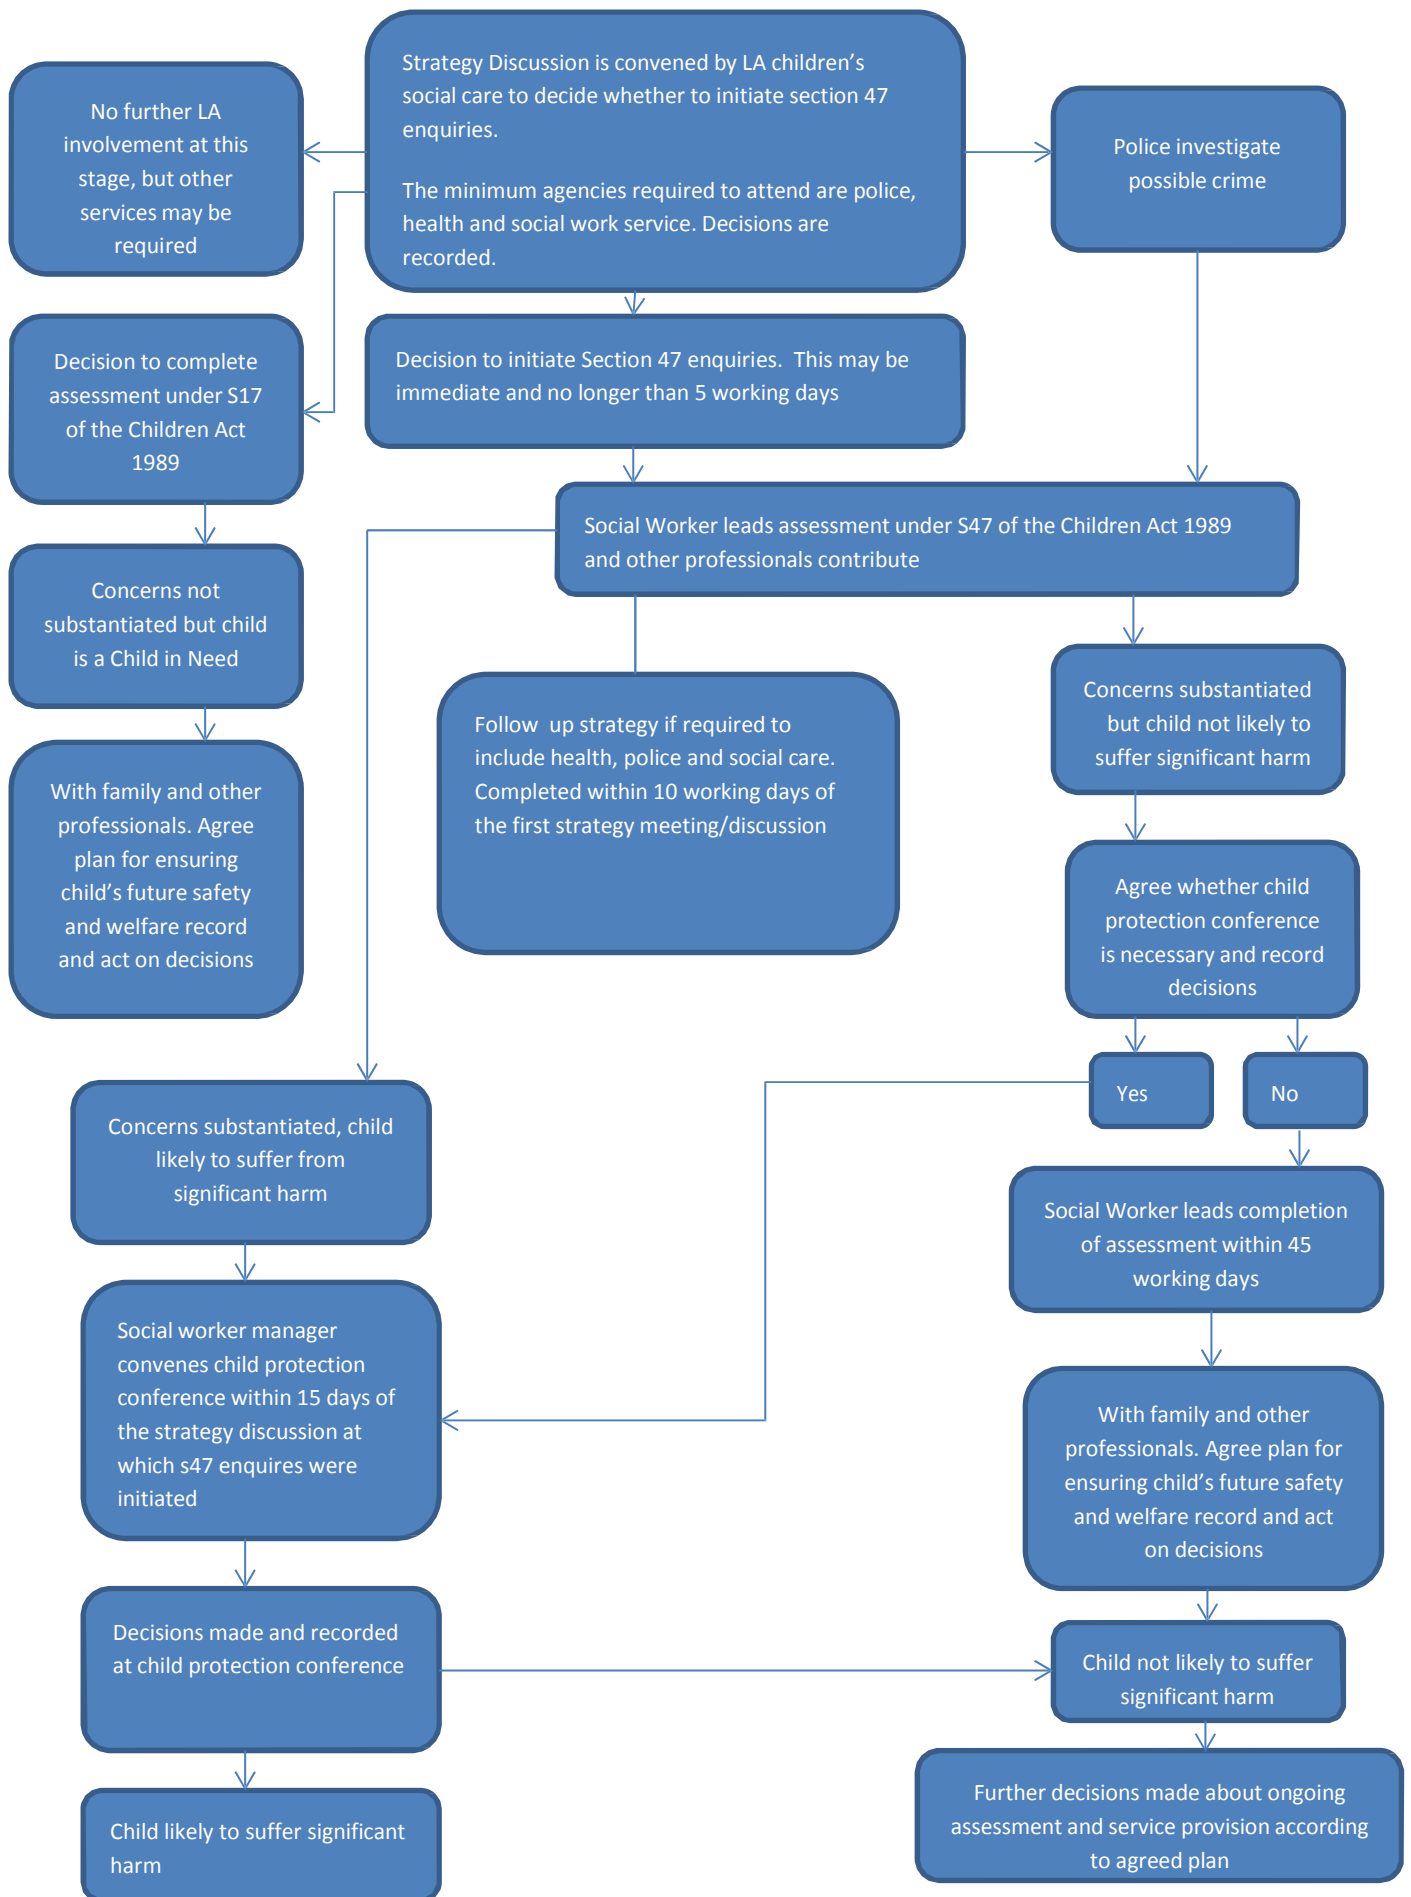 Strategy Discussion is convened by LA children’s
social care to decide whether to initiate section 47
enquiries.
The minimum agencies required to attend are police,
health and social work service. Decisions are
recorded.
No further LA
involvement at this
stage, but other
services may be
required
Police investigate
possible crime
Decision to complete
assessment under S17
of the Children Act
1989
Decision to initiate Section 47 enquiries.  This may be
immediate and no longer than 5 working days
Social Worker leads assessment under S47 of the Children Act 1989
and other professionals contribute
Concerns not
substantiated but child
is a Child in Need
With family and other
professionals. Agree
plan for ensuring
child’s future safety
and welfare record
and act on decisions
Follow  up strategy if required to
include health, police and social care.
Completed within 10 working days of
the first strategy meeting/discussion
Concerns substantiated
but child not likely to
suffer significant harm
Agree whether child
protection conference
is necessary and record
decisions
Yes
No
Concerns substantiated, child
likely to suffer from
significant harm
Social Worker leads completion
of assessment within 45
working days
Social worker manager
convenes child protection
conference within 15 days of
the strategy discussion at
which s47 enquires were
initiated
With family and other
professionals. Agree plan for
ensuring child’s future safety
and welfare record and act
on decisions
Decisions made and recorded
at child protection conference
Child not likely to suffer
significant harm
Child likely to suffer significant
harm
Further decisions made about ongoing
assessment and service provision according
to agreed plan